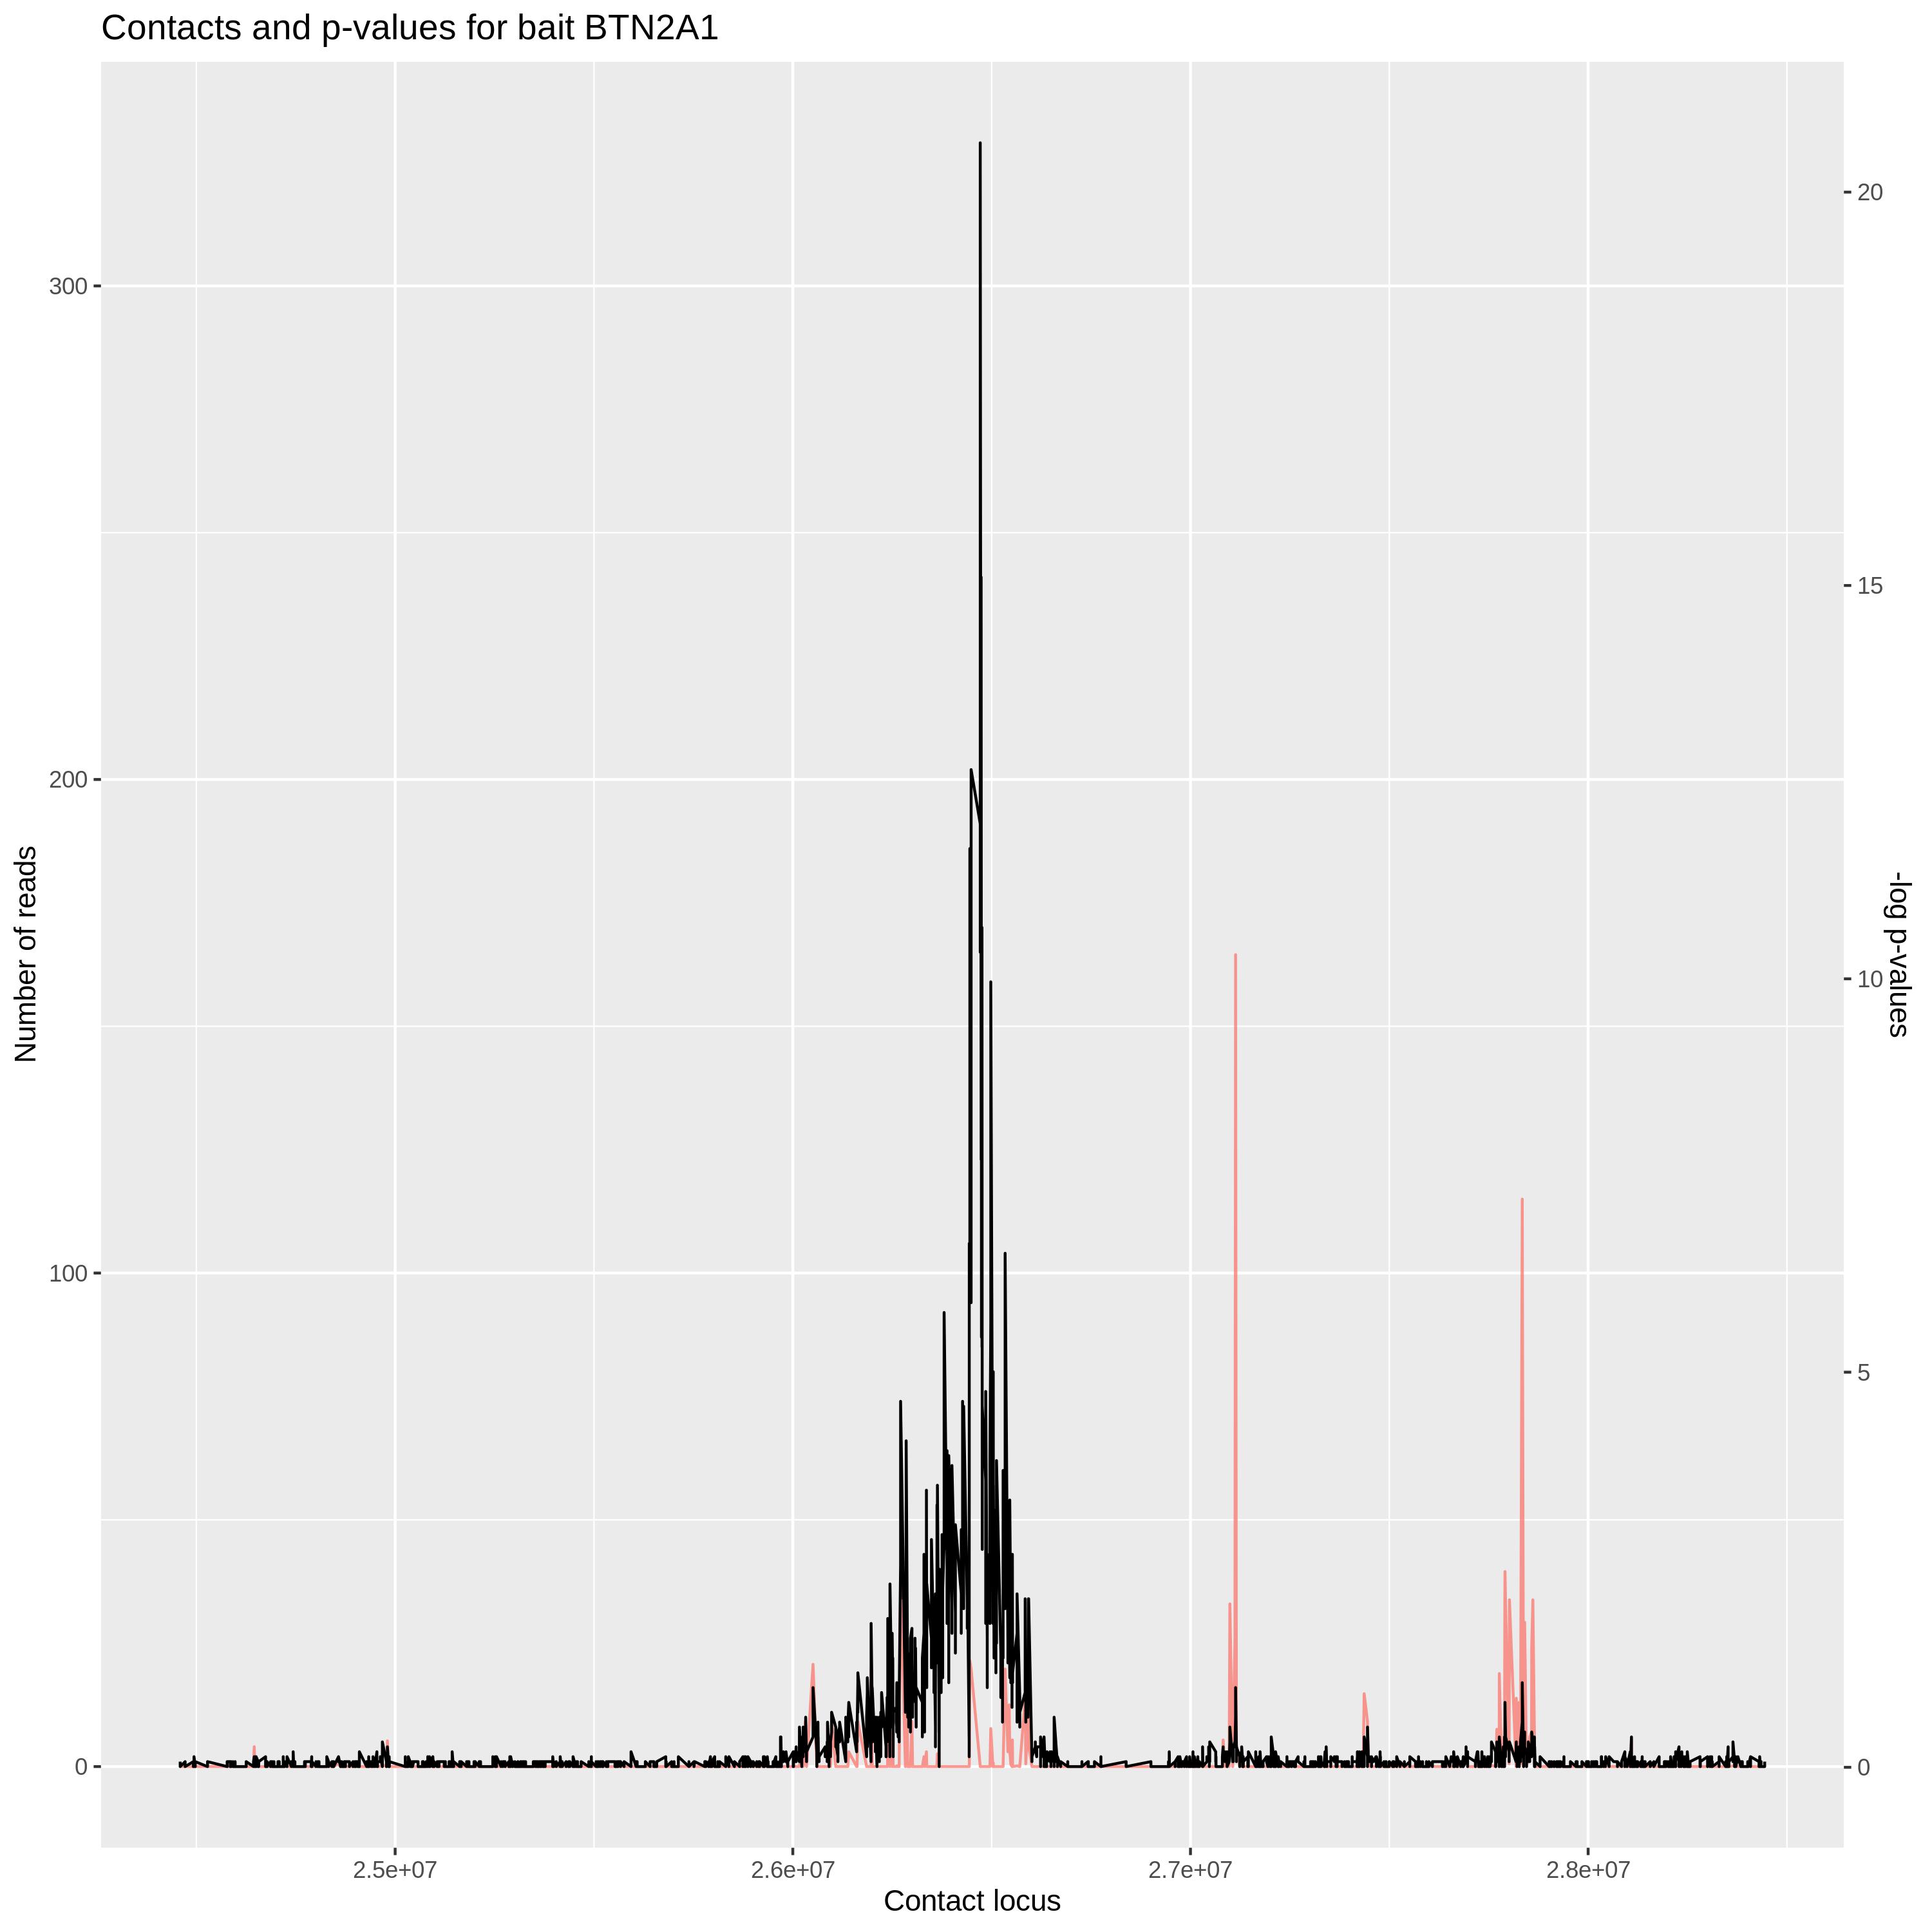 Contacts and p-values for bait BTN2A1
300
200
100
0
Number of reads
20
15
10
5
0
-log p-values
2.5e+07
2.6e+07
2.7e+07
2.8e+07
Contact locus